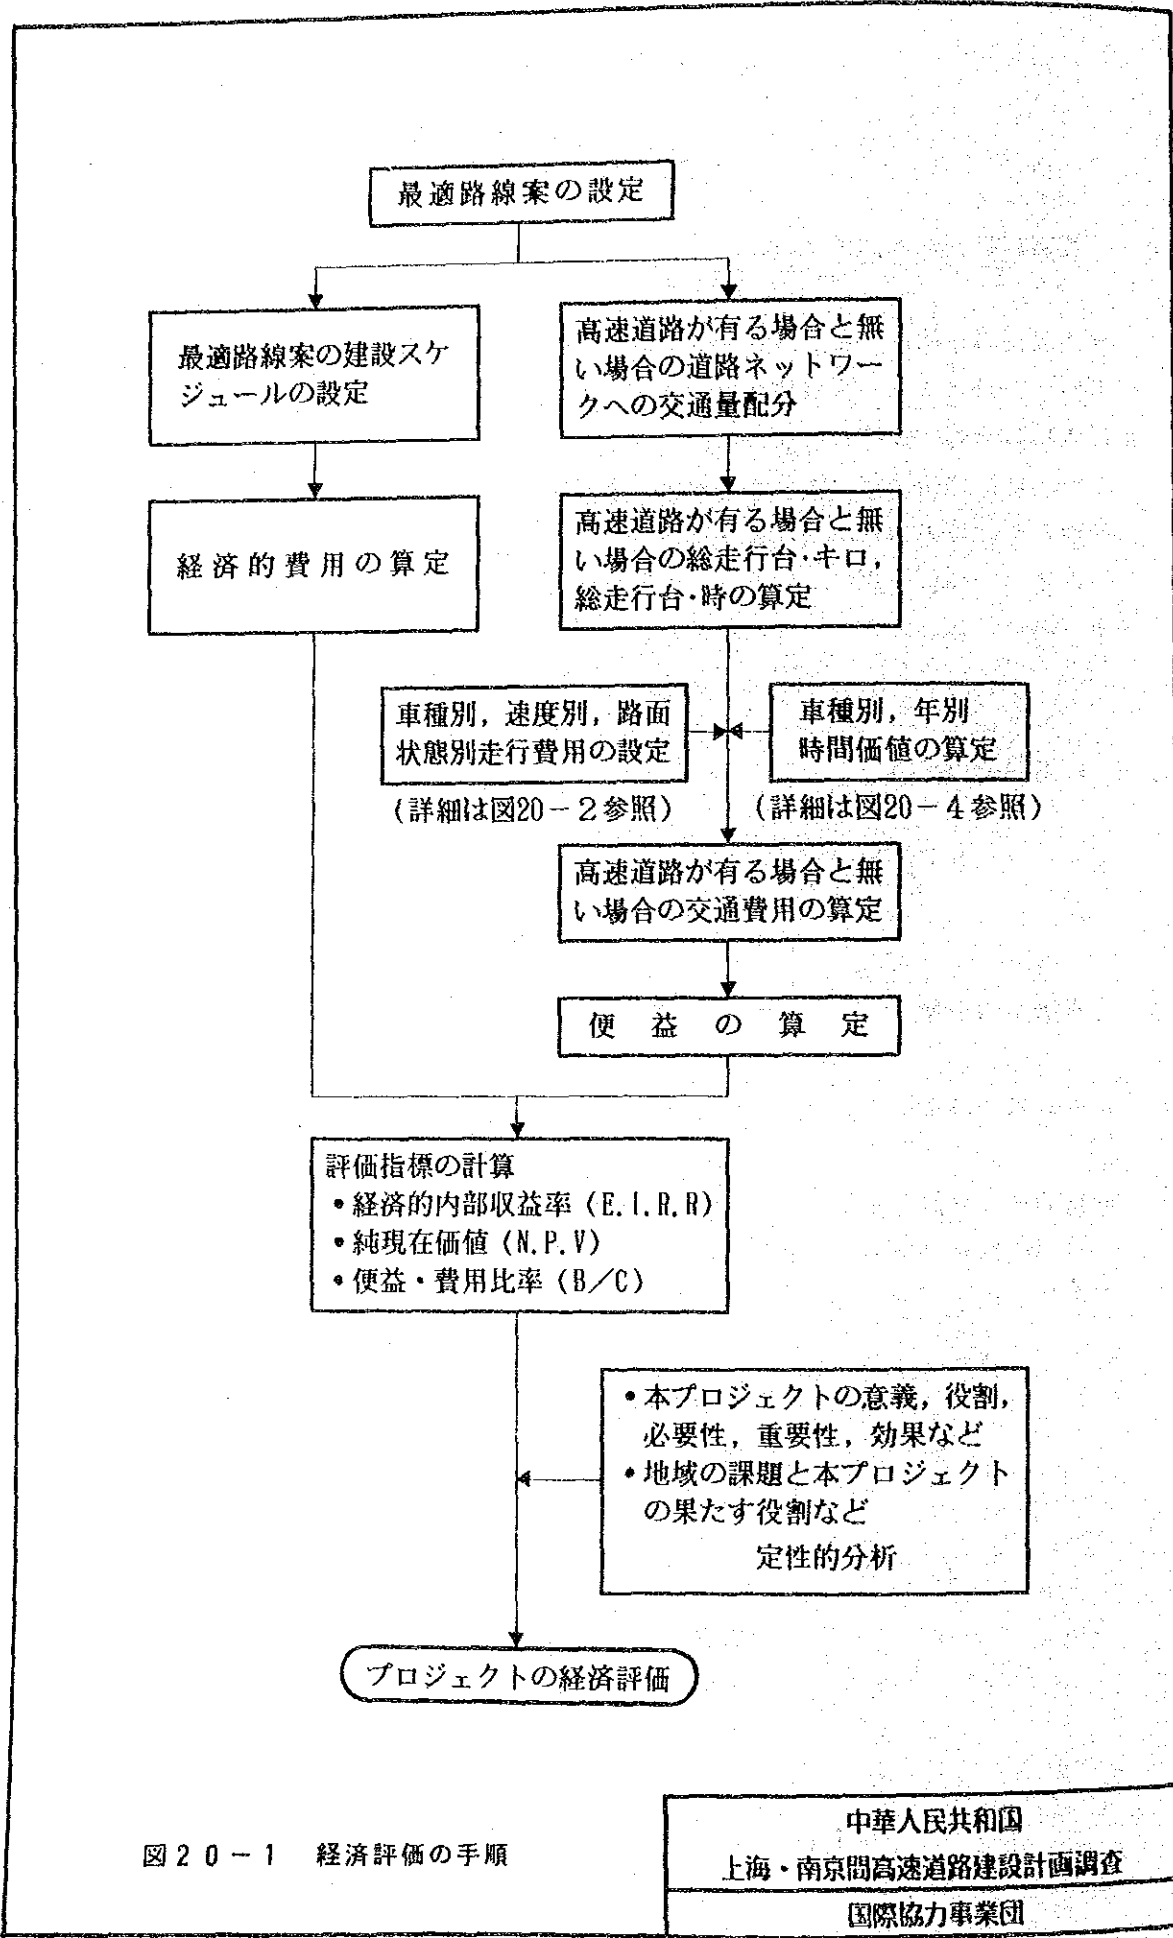 最適路線案の設定
最適路線案の建設スケ
ジュールの設定
経済的費用の算定
高速道路が有る場合と無
い場合の道路ネットワー
クへの交通量配分
高速道路が有る場合と無
い場合の総走行台・キロ，
総走行台・時の算定
車種別，速度別，路面
状態別走行費用の設定
(詳細は図20－2参照)
車種別，年別
時間価値の算定
(詳細は図20－4参照)
高速道路が有る場合と無
い場合の交通費用の算定
便益の算定
評価指標の計算
・経済的内部収益率 (E.I.R.R)
・純現在価値 (N.P.V)
・便益・費用比率 (B／C)
・本プロジェクトの意義，役割，
必要性，重要性，効果など
・地域の課題と本プロジェクト
の果たす役割など
定性的分析
プロジェクトの経済評価
図20－1 経済評価の手順
中華人民共和国
上海・南京間高速道路建設計画調査
国際協力事業団